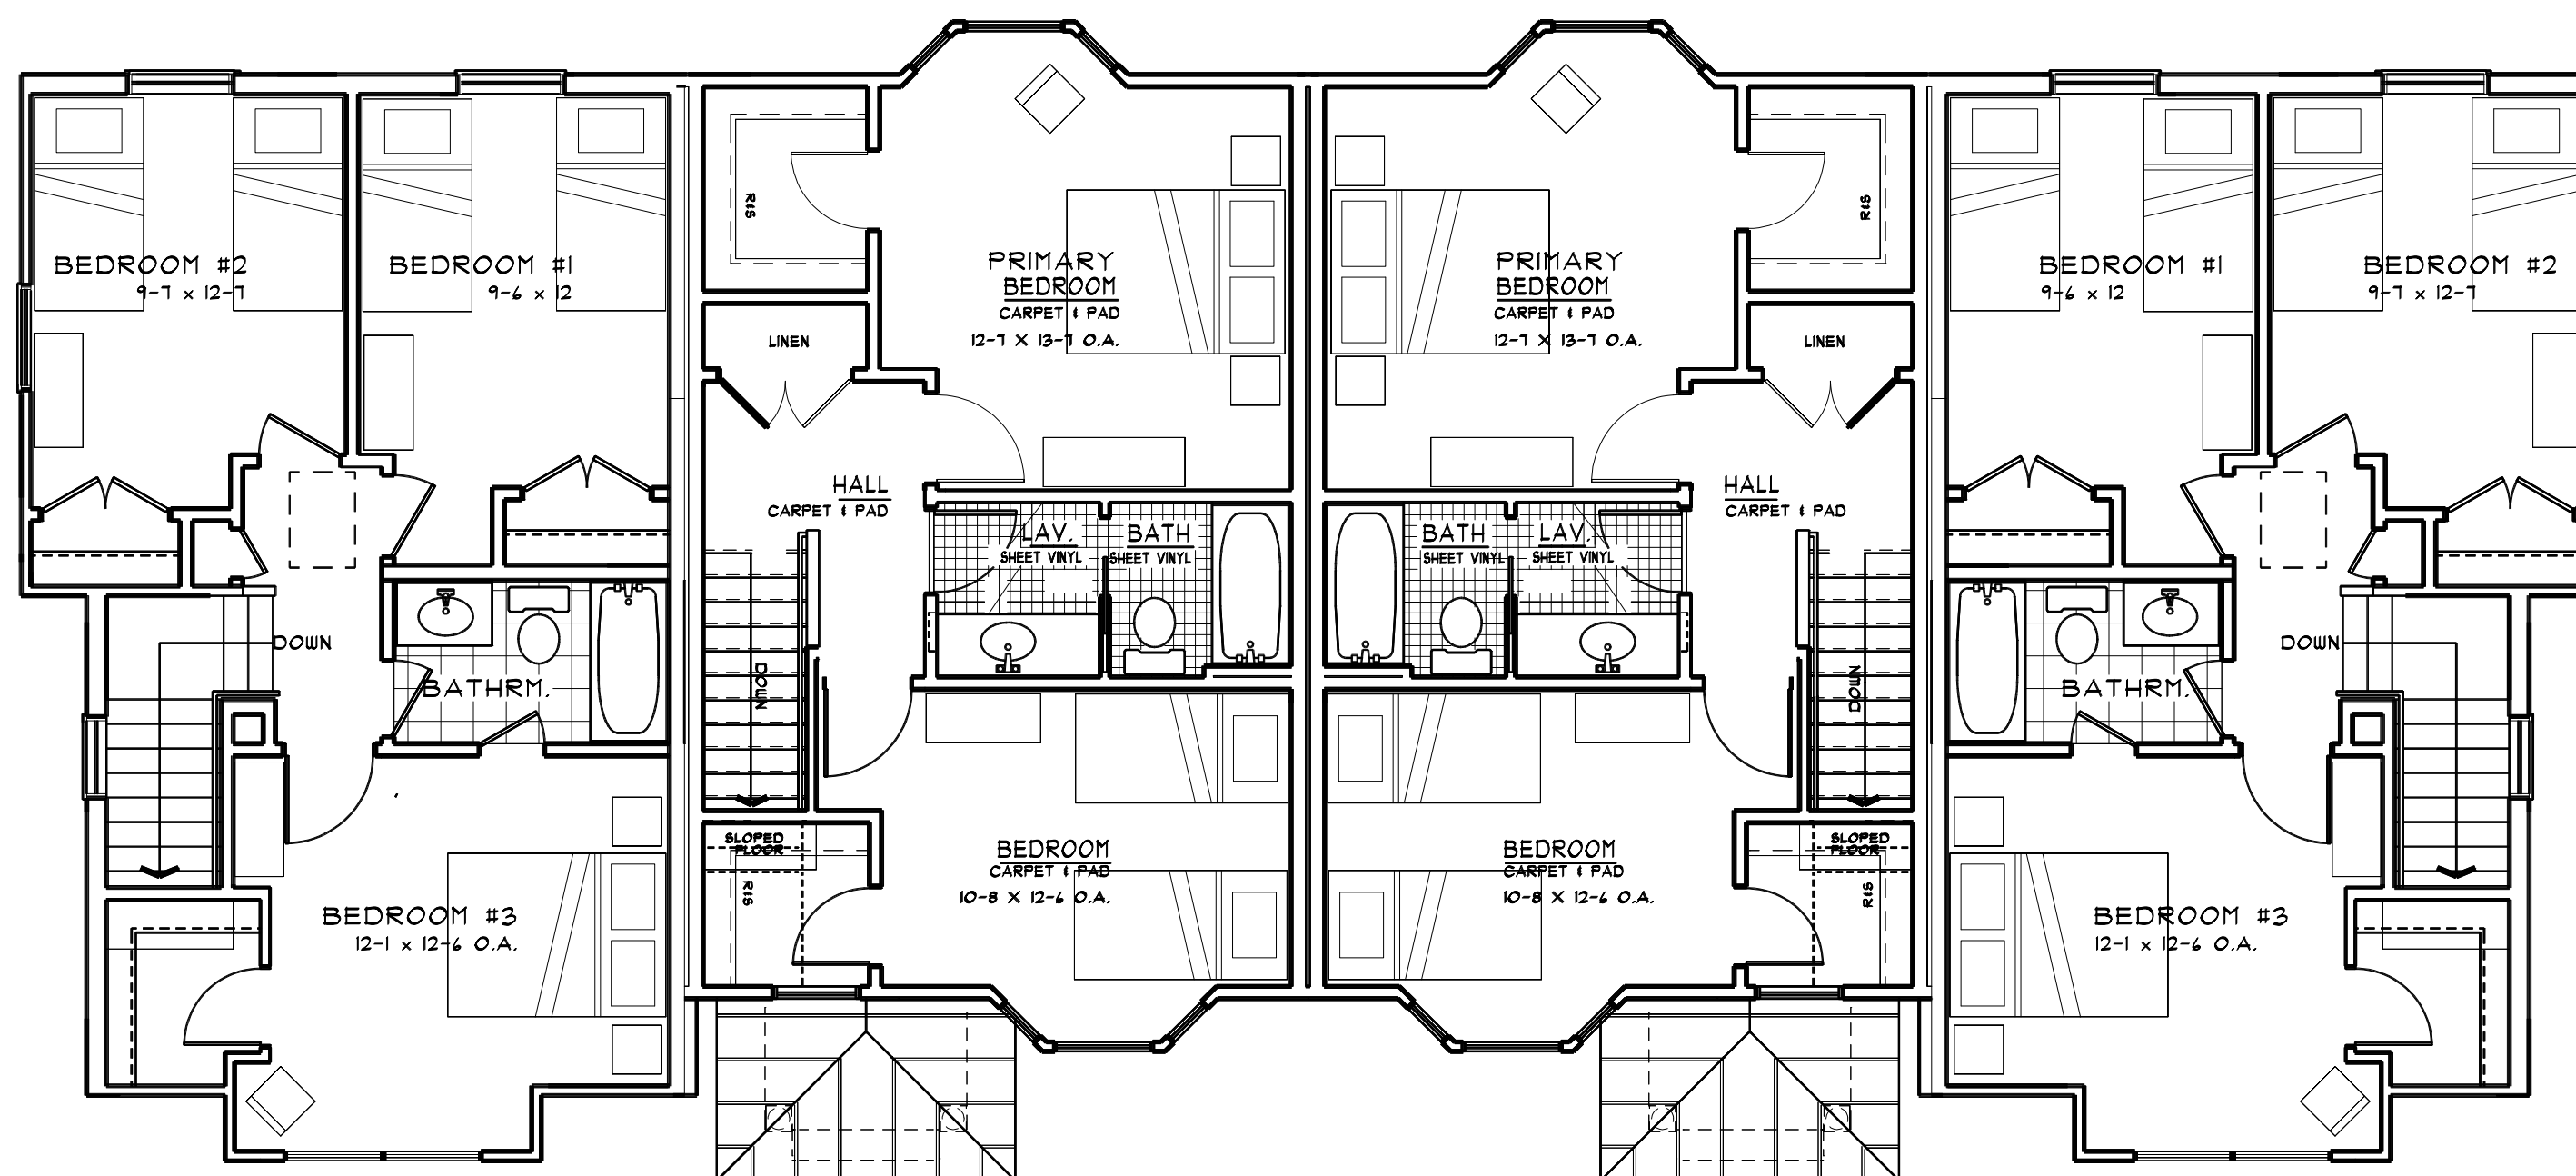 BEDROOM #2
9-7 x 12-7
BEDROOM #1
9-6 x 12
R&S
PRIMARY
BEDROOM
CARPET & PAD
12-7 X 13-7 O.A.
PRIMARY
BEDROOM
CARPET & PAD
12-7 X 13-7 O.A.
R&S
BEDROOM #1
9-6 x 12
BEDROOM #2
9-7 x 12-7
LINEN
LINEN
HALL
CARPET & PAD
LAV.
SHEET VINYL
BATH
SHEET VINYL
BATH
SHEET VINYL
LAV.
SHEET VINYL
HALL
CARPET & PAD
DOWN
BATHRM.
DOWN
DOWN
BATHRM.
DOWN
SLOPED
FLOOR
R&S
BEDROOM
CARPET & PAD
10-8 X 12-6 O.A.
BEDROOM
CARPET & PAD
10-8 X 12-6 O.A.
SLOPED
FLOOR
R&S
BEDROOM #3
12-1 x 12-6 O.A.
BEDROOM #3
12-1 x 12-6 O.A.